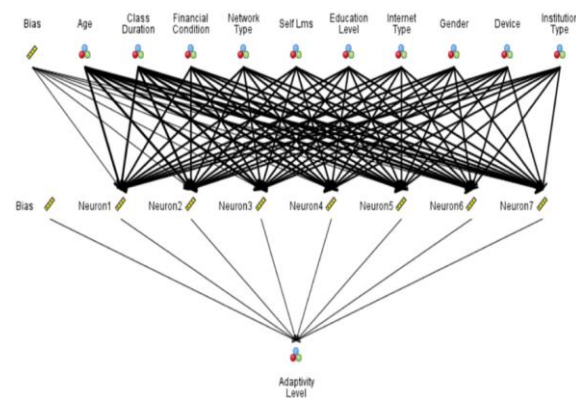 Bias
Age
Class
Duration
Financial
Condition
Network
Type
Self Lms
Education
Level
Internet
Type
Gender
Device
Institution
Type
Bias
Neuron1
Neuron2
Neuron3
Neuron4
Neuron5
Neuron6
Neuron7
Adaptivity
Level